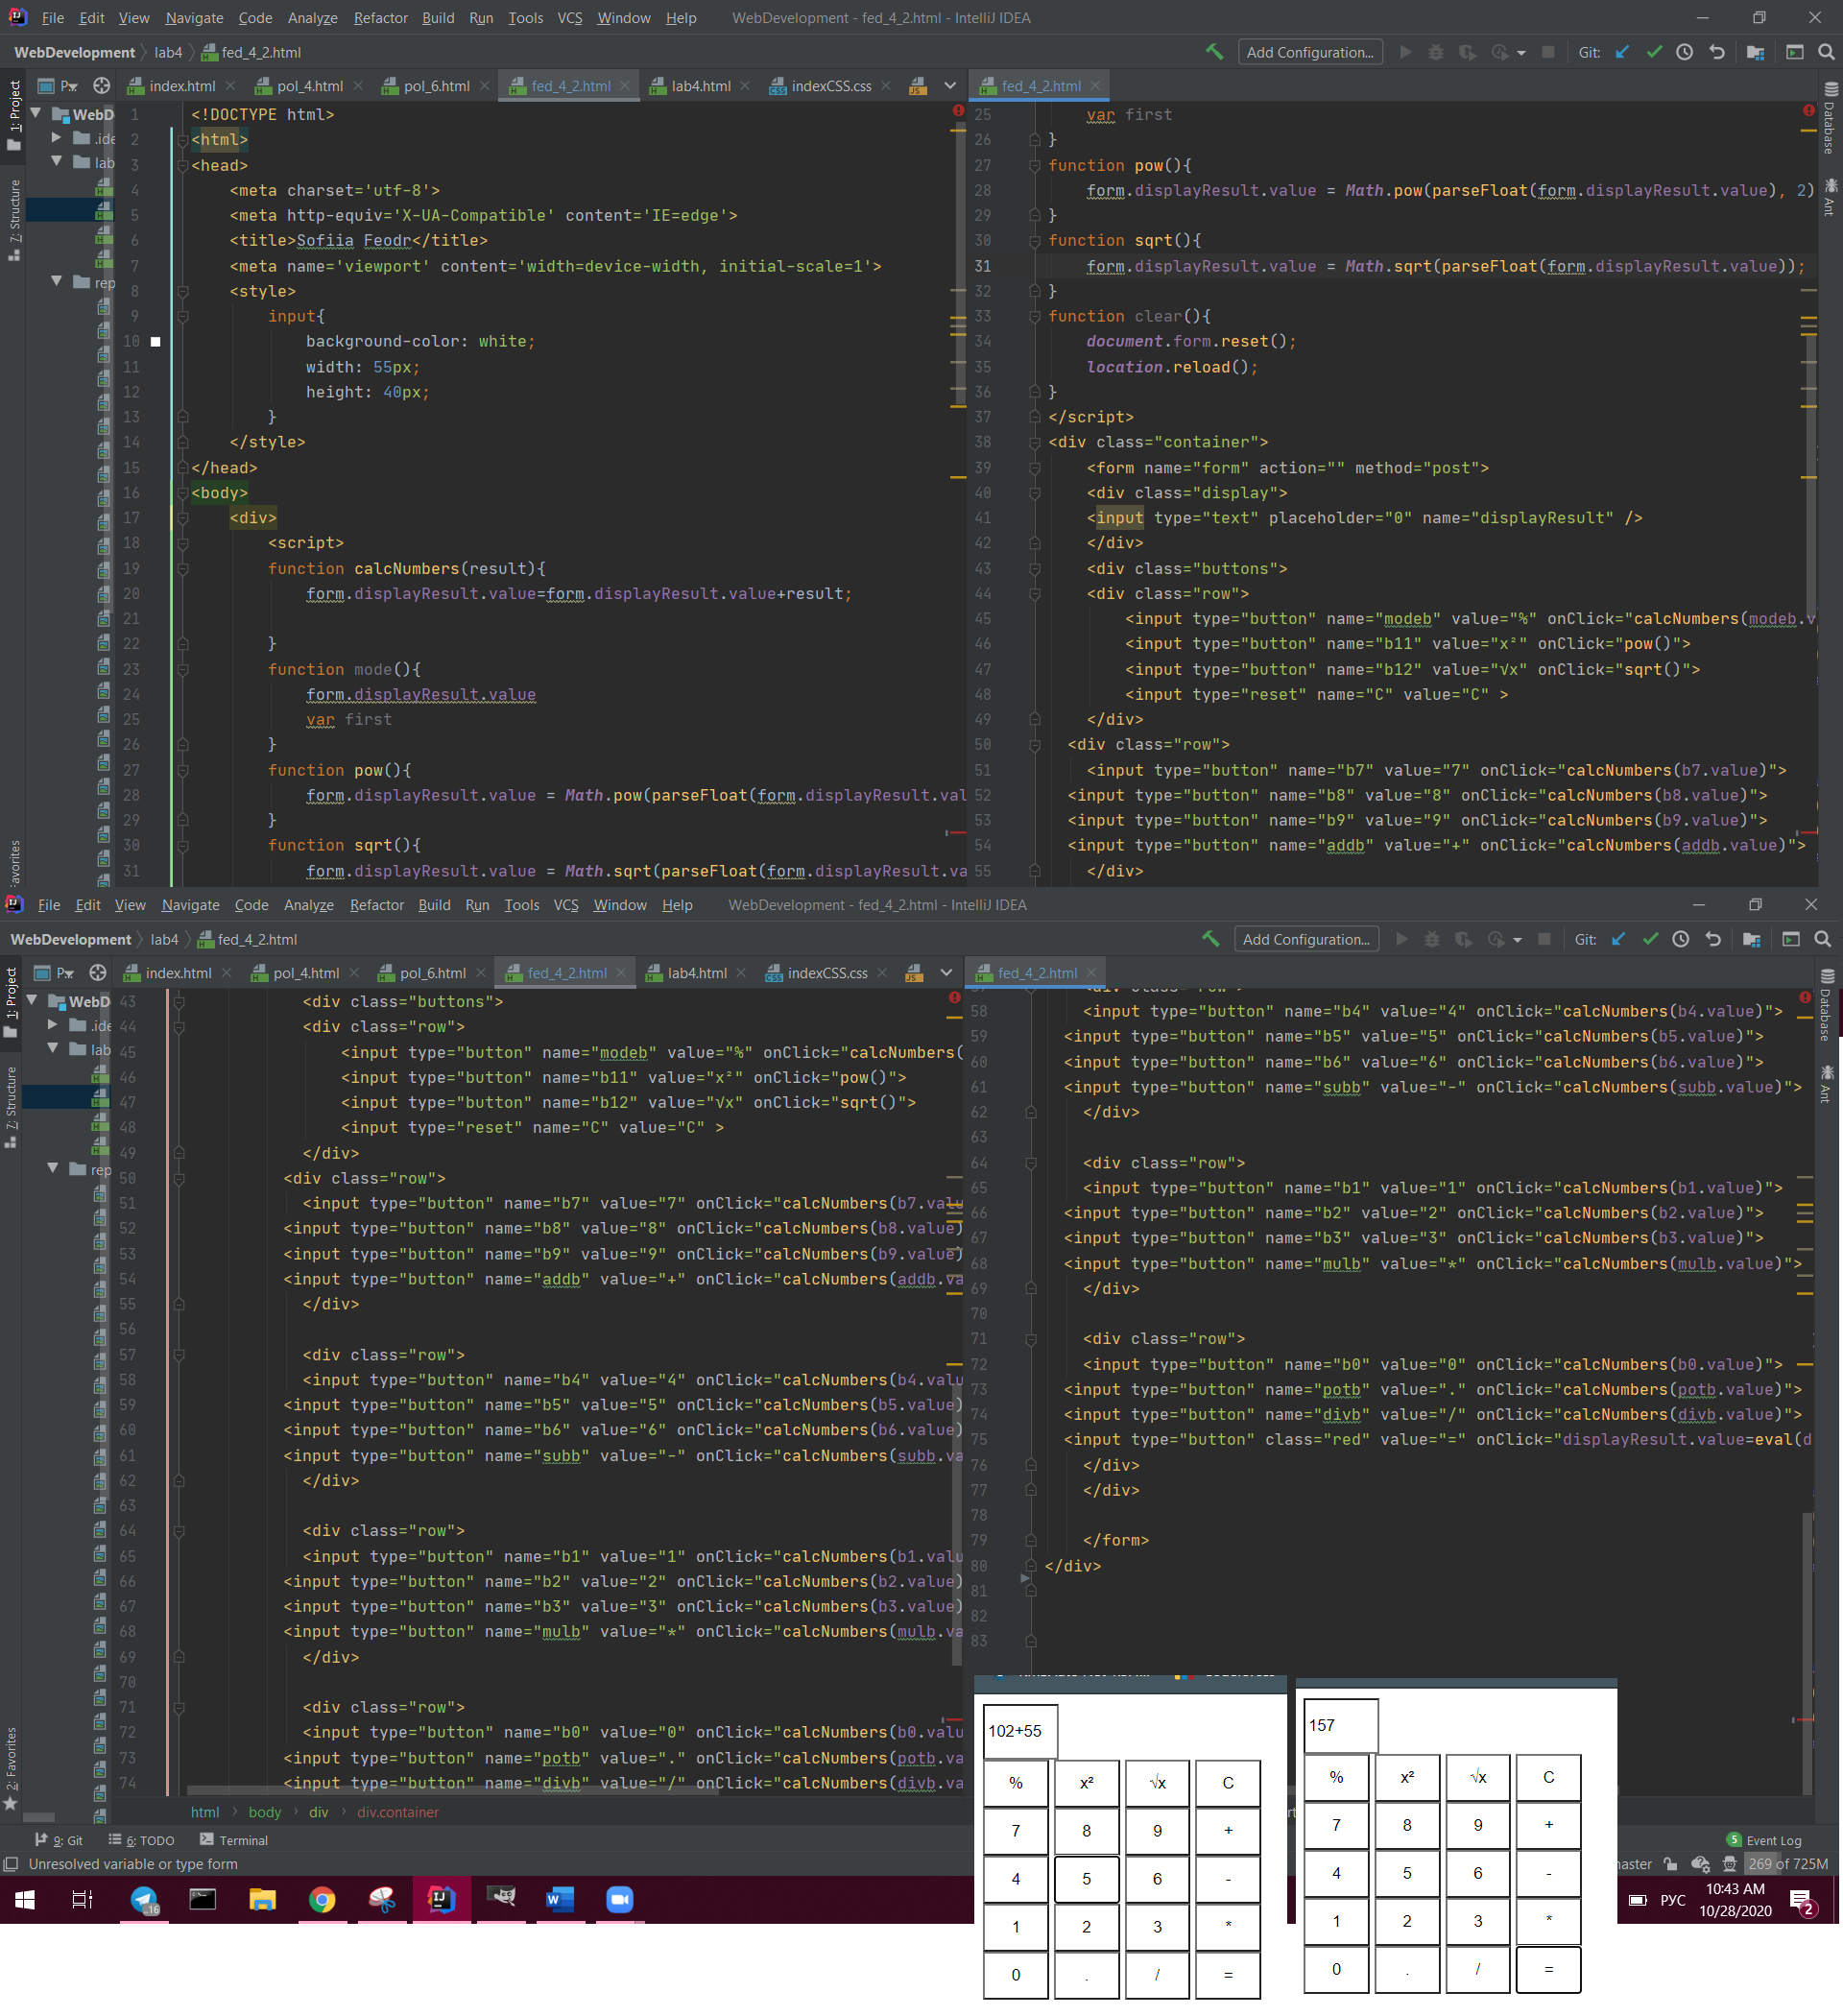 File Edit View Navigate Code Analyze Refactor Build Run Tools VCS Window Help WebDevelopment - fed_4_2.html - IntelliJ IDEA
WebDevelopment lab4 fed_4_2.html Add Configuration... Git:
P index.html pol_4.html pol_6.html fed_4_2.html lab4.html indexCSS.css fed_4_2.html
1: Project
7: Structure
Favorites
Database
Ant
WebD
.ide
lab
rep
1 <!DOCTYPE html>
2 <html>
3 <head>
4 <meta charset='utf-8'>
5 <meta http-equiv='X-UA-Compatible' content='IE=edge'>
6 <title>Sofiia Feodr</title>
7 <meta name='viewport' content='width=device-width, initial-scale=1'>
8 <style>
9 input{
10 background-color: white;
11 width: 55px;
12 height: 40px;
13 }
14 </style>
15 </head>
16 <body>
17 <div>
18 <script>
19 function calcNumbers(result){
20 form.displayResult.value=form.displayResult.value+result;
21
22 }
23 function mode(){
24 form.displayResult.value
25 var first
26 }
27 function pow(){
28 form.displayResult.value = Math.pow(parseFloat(form.displayResult.val
29 }
30 function sqrt(){
31 form.displayResult.value = Math.sqrt(parseFloat(form.displayResult.va
25 var first
26 }
27 function pow(){
28 form.displayResult.value = Math.pow(parseFloat(form.displayResult.value), 2)
29 }
30 function sqrt(){
31 form.displayResult.value = Math.sqrt(parseFloat(form.displayResult.value));
32 }
33 function clear(){
34 document.form.reset();
35 location.reload();
36 }
37 </script>
38 <div class="container">
39 <form name="form" action="" method="post">
40 <div class="display">
41 <input type="text" placeholder="0" name="displayResult" />
42 </div>
43 <div class="buttons">
44 <div class="row">
45 <input type="button" name="modeb" value="%" onClick="calcNumbers(modeb.v
46 <input type="button" name="b11" value="x²" onClick="pow()">
47 <input type="button" name="b12" value="√x" onClick="sqrt()">
48 <input type="reset" name="C" value="C" >
49 </div>
50 <div class="row">
51 <input type="button" name="b7" value="7" onClick="calcNumbers(b7.value)">
52 <input type="button" name="b8" value="8" onClick="calcNumbers(b8.value)">
53 <input type="button" name="b9" value="9" onClick="calcNumbers(b9.value)">
54 <input type="button" name="addb" value="+" onClick="calcNumbers(addb.value)">
55 </div>
File Edit View Navigate Code Analyze Refactor Build Run Tools VCS Window Help WebDevelopment - fed_4_2.html - IntelliJ IDEA
WebDevelopment lab4 fed_4_2.html Add Configuration... Git:
P index.html pol_4.html pol_6.html fed_4_2.html lab4.html indexCSS.css fed_4_2.html
1: Project
7: Structure
2: Favorites
Database
Ant
WebD
.ide
lab
rep
43 <div class="buttons">
44 <div class="row">
45 <input type="button" name="modeb" value="%" onClick="calcNumbers(
46 <input type="button" name="b11" value="x²" onClick="pow()">
47 <input type="button" name="b12" value="√x" onClick="sqrt()">
48 <input type="reset" name="C" value="C" >
49 </div>
50 <div class="row">
51 <input type="button" name="b7" value="7" onClick="calcNumbers(b7.valu
52 <input type="button" name="b8" value="8" onClick="calcNumbers(b8.value)
53 <input type="button" name="b9" value="9" onClick="calcNumbers(b9.value)
54 <input type="button" name="addb" value="+" onClick="calcNumbers(addb.va
55 </div>
56
57 <div class="row">
58 <input type="button" name="b4" value="4" onClick="calcNumbers(b4.valu
59 <input type="button" name="b5" value="5" onClick="calcNumbers(b5.value)
60 <input type="button" name="b6" value="6" onClick="calcNumbers(b6.value)
61 <input type="button" name="subb" value="-" onClick="calcNumbers(subb.va
62 </div>
63
64 <div class="row">
65 <input type="button" name="b1" value="1" onClick="calcNumbers(b1.valu
66 <input type="button" name="b2" value="2" onClick="calcNumbers(b2.value)
67 <input type="button" name="b3" value="3" onClick="calcNumbers(b3.value)
68 <input type="button" name="mulb" value="*" onClick="calcNumbers(mulb.va
69 </div>
70
71 <div class="row">
72 <input type="button" name="b0" value="0" onClick="calcNumbers(b0.valu
73 <input type="button" name="potb" value="." onClick="calcNumbers(potb.va
74 <input type="button" name="divb" value="/" onClick="calcNumbers(divb.va
58 <input type="button" name="b4" value="4" onClick="calcNumbers(b4.value)">
59 <input type="button" name="b5" value="5" onClick="calcNumbers(b5.value)">
60 <input type="button" name="b6" value="6" onClick="calcNumbers(b6.value)">
61 <input type="button" name="subb" value="-" onClick="calcNumbers(subb.value)">
62 </div>
63
64 <div class="row">
65 <input type="button" name="b1" value="1" onClick="calcNumbers(b1.value)">
66 <input type="button" name="b2" value="2" onClick="calcNumbers(b2.value)">
67 <input type="button" name="b3" value="3" onClick="calcNumbers(b3.value)">
68 <input type="button" name="mulb" value="*" onClick="calcNumbers(mulb.value)">
69 </div>
70
71 <div class="row">
72 <input type="button" name="b0" value="0" onClick="calcNumbers(b0.value)">
73 <input type="button" name="potb" value="." onClick="calcNumbers(potb.value)">
74 <input type="button" name="divb" value="/" onClick="calcNumbers(divb.value)">
75 <input type="button" class="red" value="=" onClick="displayResult.value=eval(d
76 </div>
77 </div>
78
79 </form>
80 </div>
81
82
83
102+55
% x² √x C
7 8 9 +
4 5 6 -
1 2 3 *
0 . / =
157
% x² √x C
7 8 9 +
4 5 6 -
1 2 3 *
0 . / =
html body div div.container
9: Git 6: TODO Terminal 5 Event Log
Unresolved variable or type form master 269 of 725M
..16 РУС 10:43 AM
10/28/2020 2